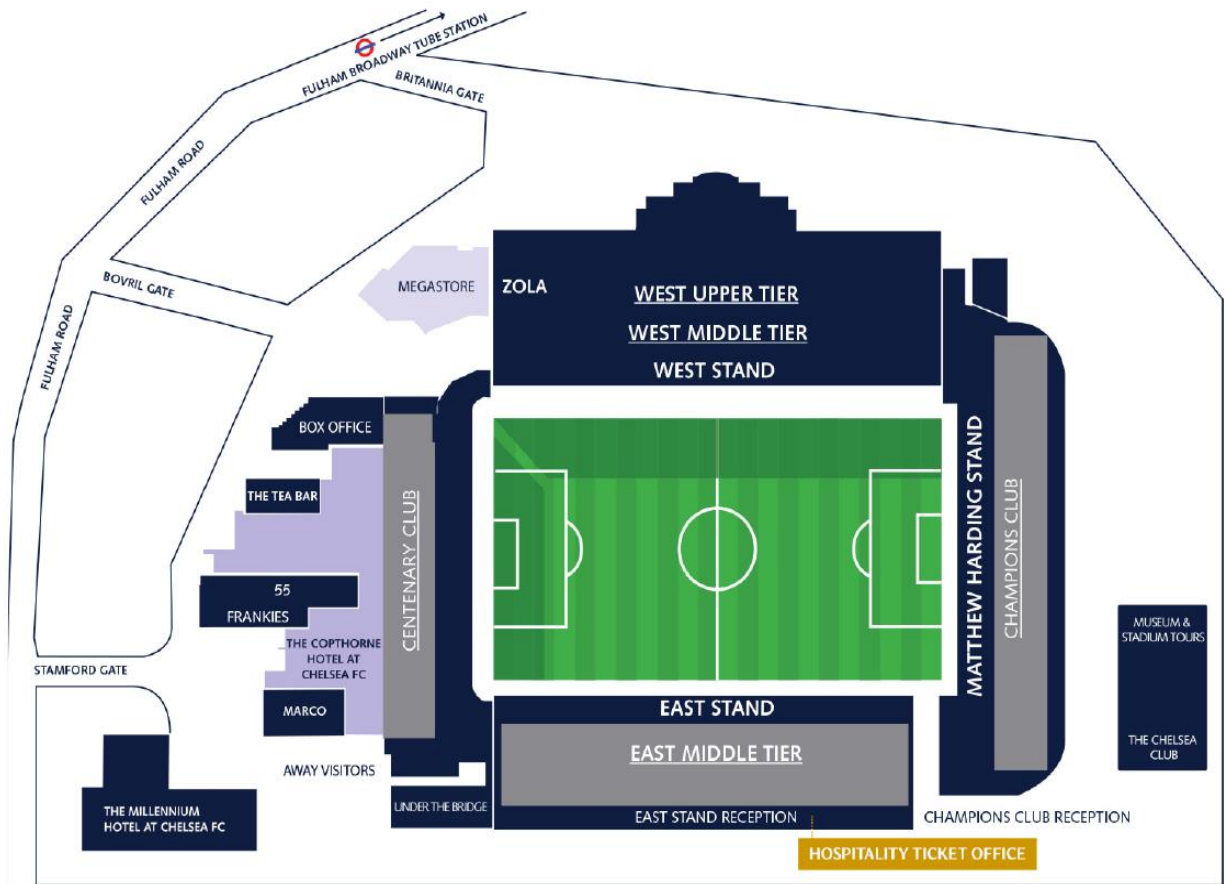 FULHAM BROADWAY TUBE STATION
BRITANNIA GATE
FULHAM ROAD
BOVRIL GATE
FULHAM ROAD
MEGASTORE
ZOLA
WEST UPPER TIER
WEST MIDDLE TIER
WEST STAND
BOX OFFICE
THE TEA BAR
55
FRANKIES
THE COPTHORNE
HOTEL AT
CHELSEA FC
CENTENARY CLUB
MATTHEW HARDING STAND
CHAMPIONS CLUB
MUSEUM &
STADIUM TOURS
THE CHELSEA
CLUB
STAMFORD GATE
MARCO
EAST STAND
EAST MIDDLE TIER
AWAY VISITORS
THE MILLENNIUM
HOTEL AT CHELSEA FC
UNDER THE BRIDGE
EAST STAND RECEPTION
CHAMPIONS CLUB RECEPTION
HOSPITALITY TICKET OFFICE